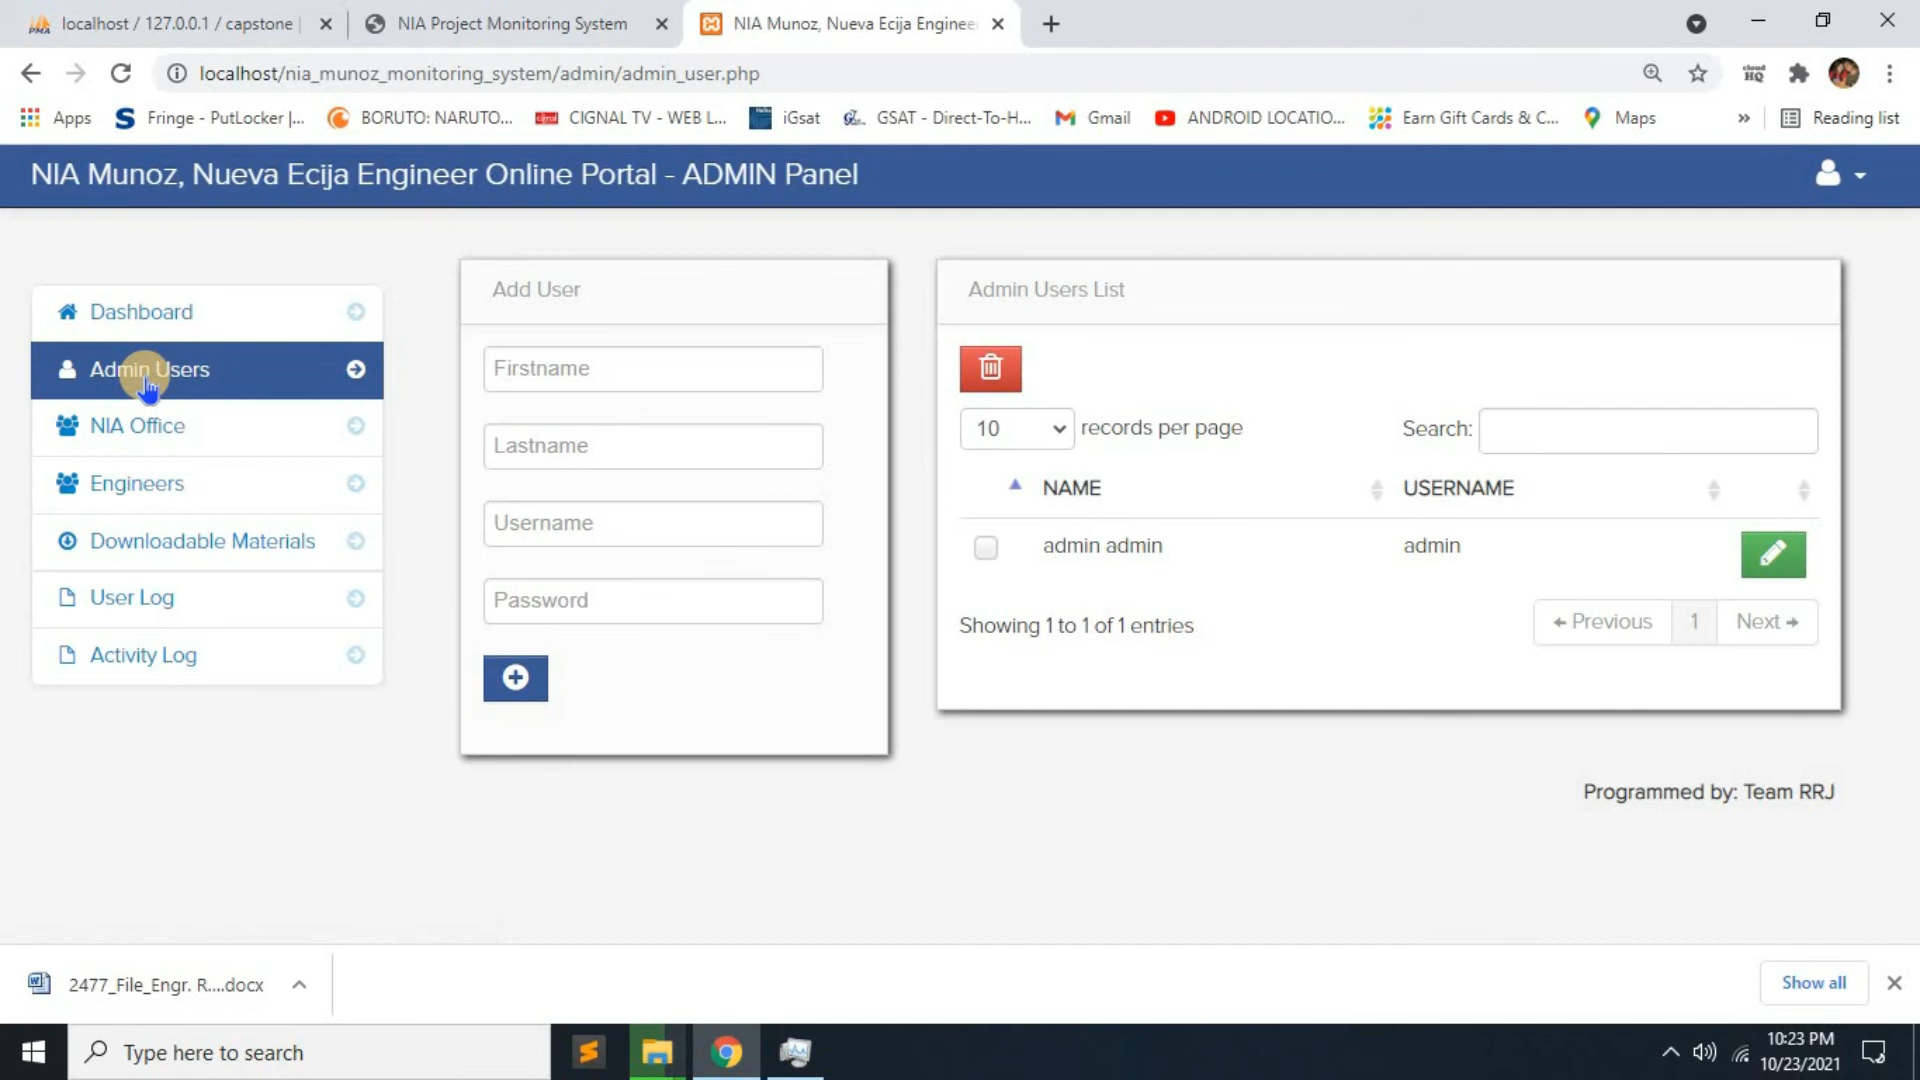 localhost / 127.0.0.1 / capstone |
NIA Project Monitoring System
NIA Munoz, Nueva Ecija Enginee
localhost/nia_munoz_monitoring_system/admin/admin_user.php
cloud HQ
Apps
Fringe - PutLocker |...
BORUTO: NARUTO...
CIGNAL TV - WEB L...
iGsat
GSAT - Direct-To-H...
Gmail
ANDROID LOCATIO...
Earn Gift Cards & C...
Maps
»
Reading list
NIA Munoz, Nueva Ecija Engineer Online Portal - ADMIN Panel
Dashboard
Admin Users
NIA Office
Engineers
Downloadable Materials
User Log
Activity Log
Add User
Firstname
Lastname
Username
Password
Admin Users List
10 records per page
Search:
NAME USERNAME
admin admin admin
Showing 1 to 1 of 1 entries
Previous 1 Next
Programmed by: Team RRJ
2477_File_Engr. R....docx
Show all
Type here to search
10:23 PM
10/23/2021